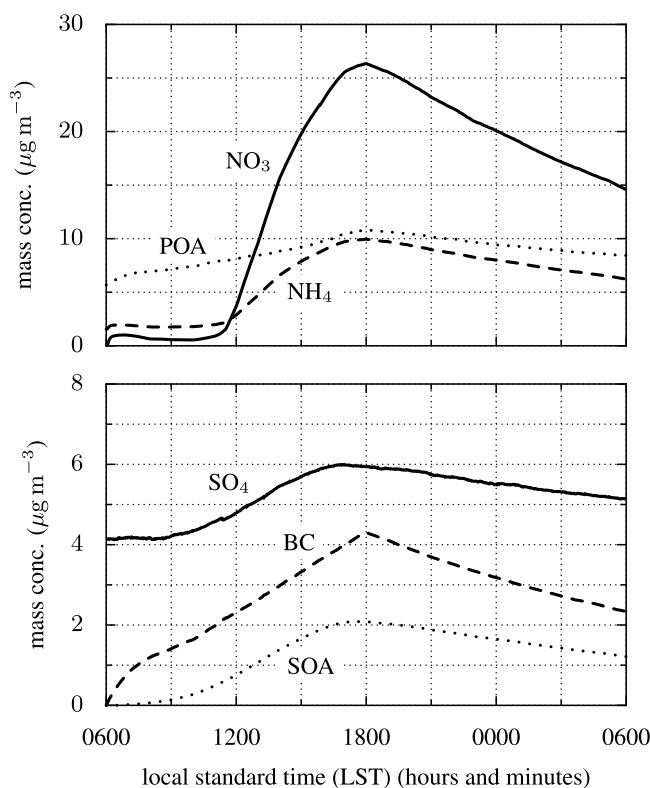 30
20
10
0
mass conc. (μg m⁻³)
NO₃
POA
NH₄
8
6
4
2
0
mass conc. (μg m⁻³)
SO₄
BC
SOA
0600 1200 1800 0000 0600
local standard time (LST) (hours and minutes)